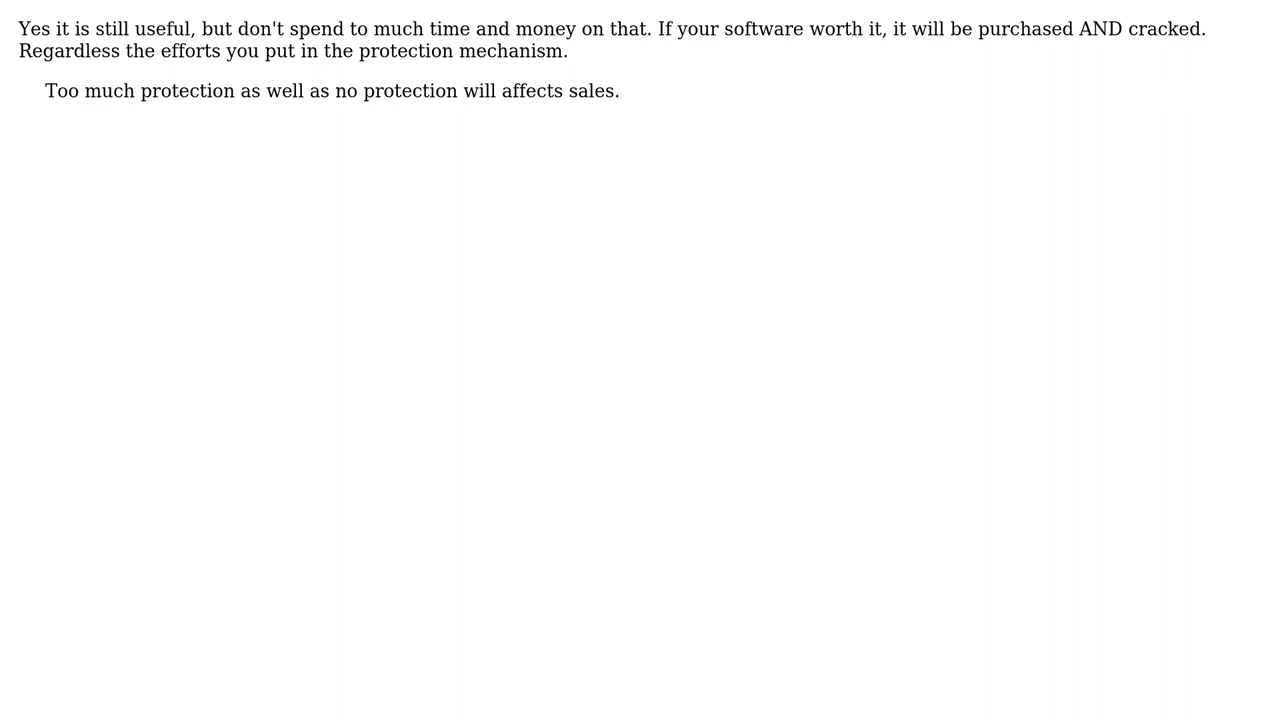 Yes it is still useful, but don't spend to much time and money on that. If your software worth it, it will be purchased AND cracked.
Regardless the efforts you put in the protection mechanism.
Too much protection as well as no protection will affects sales.